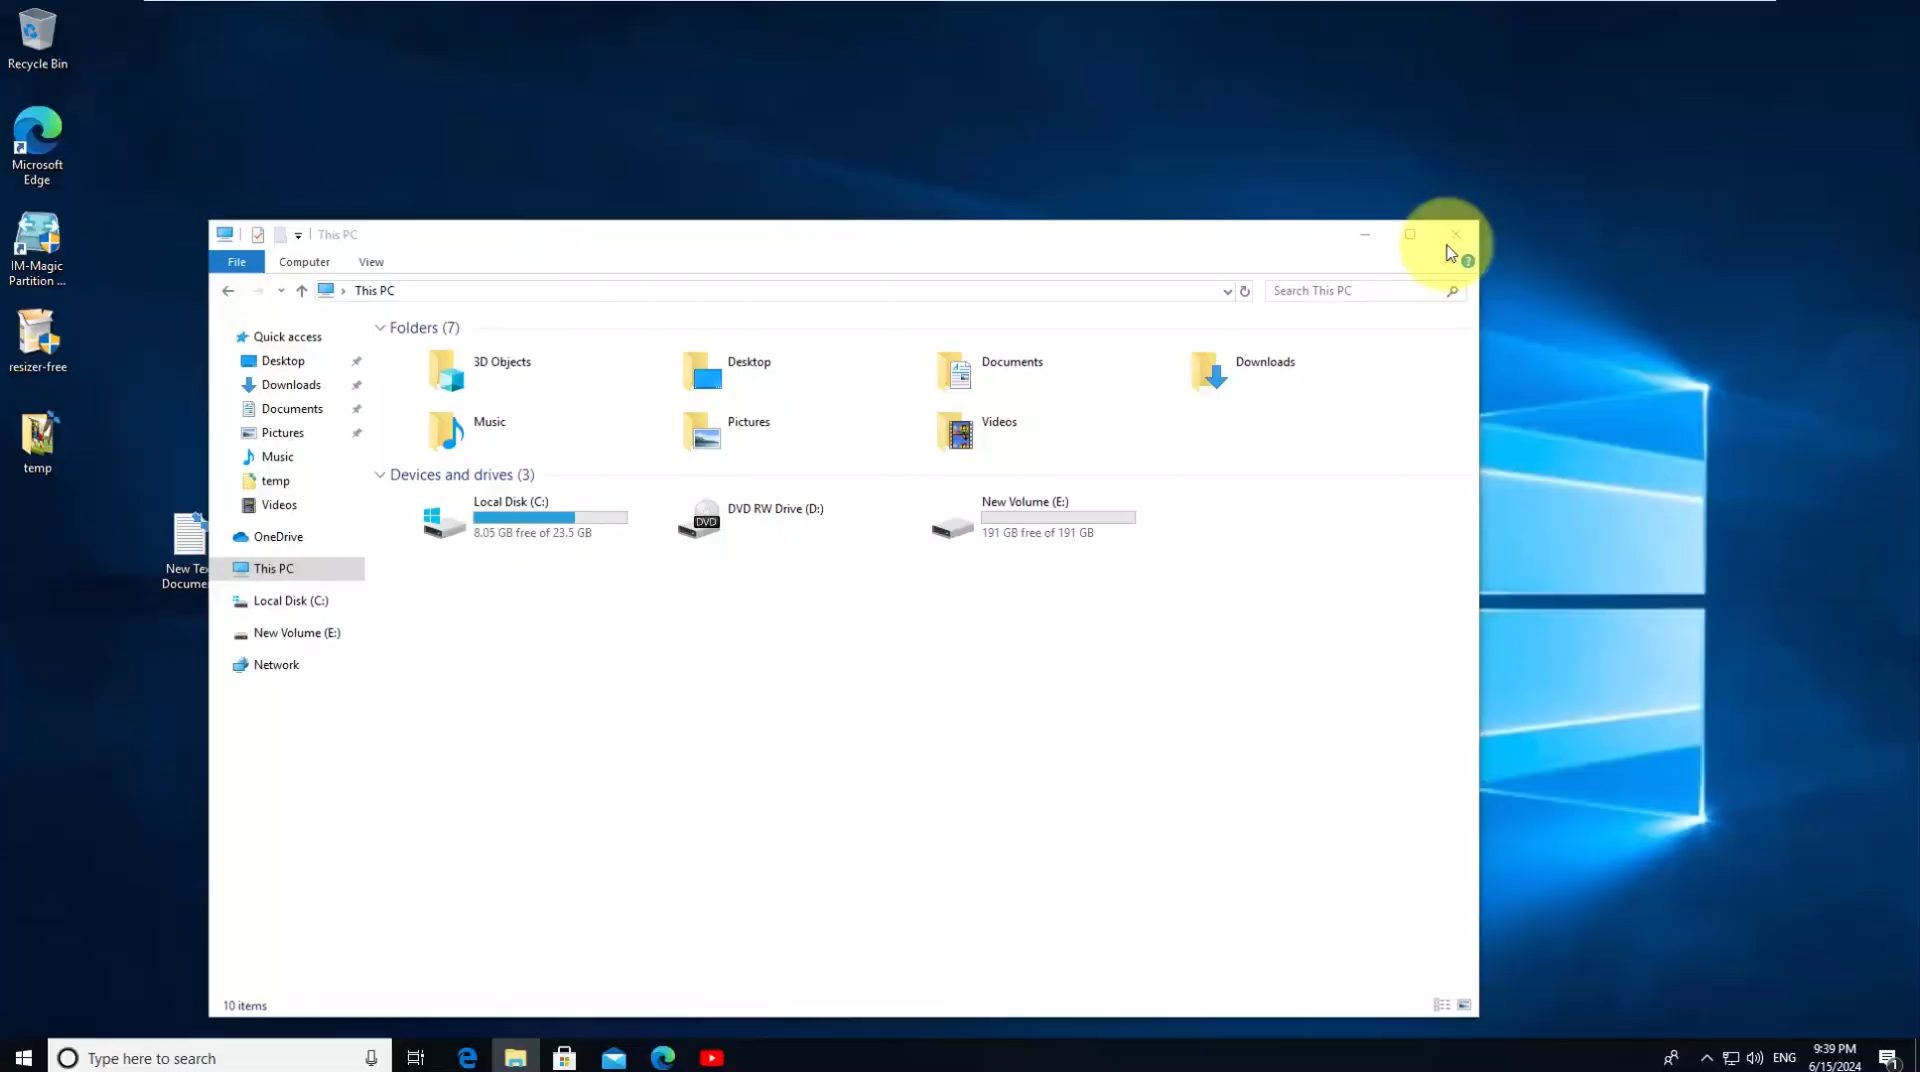 Recycle Bin
Microsoft
Edge
IM-Magic
Partition ...
resizer-free
temp
New Te
Docume
This PC
File
Computer
View
This PC
Search This PC
Quick access
Desktop
Downloads
Documents
Pictures
Music
temp
Videos
OneDrive
This PC
Local Disk (C:)
New Volume (E:)
Network
Folders (7)
3D Objects
Desktop
Documents
Downloads
Music
Pictures
Videos
Devices and drives (3)
Local Disk (C:)
8.05 GB free of 23.5 GB
DVD
DVD RW Drive (D:)
New Volume (E:)
191 GB free of 191 GB
10 items
Type here to search
ENG
9:39 PM
6/15/2024
1